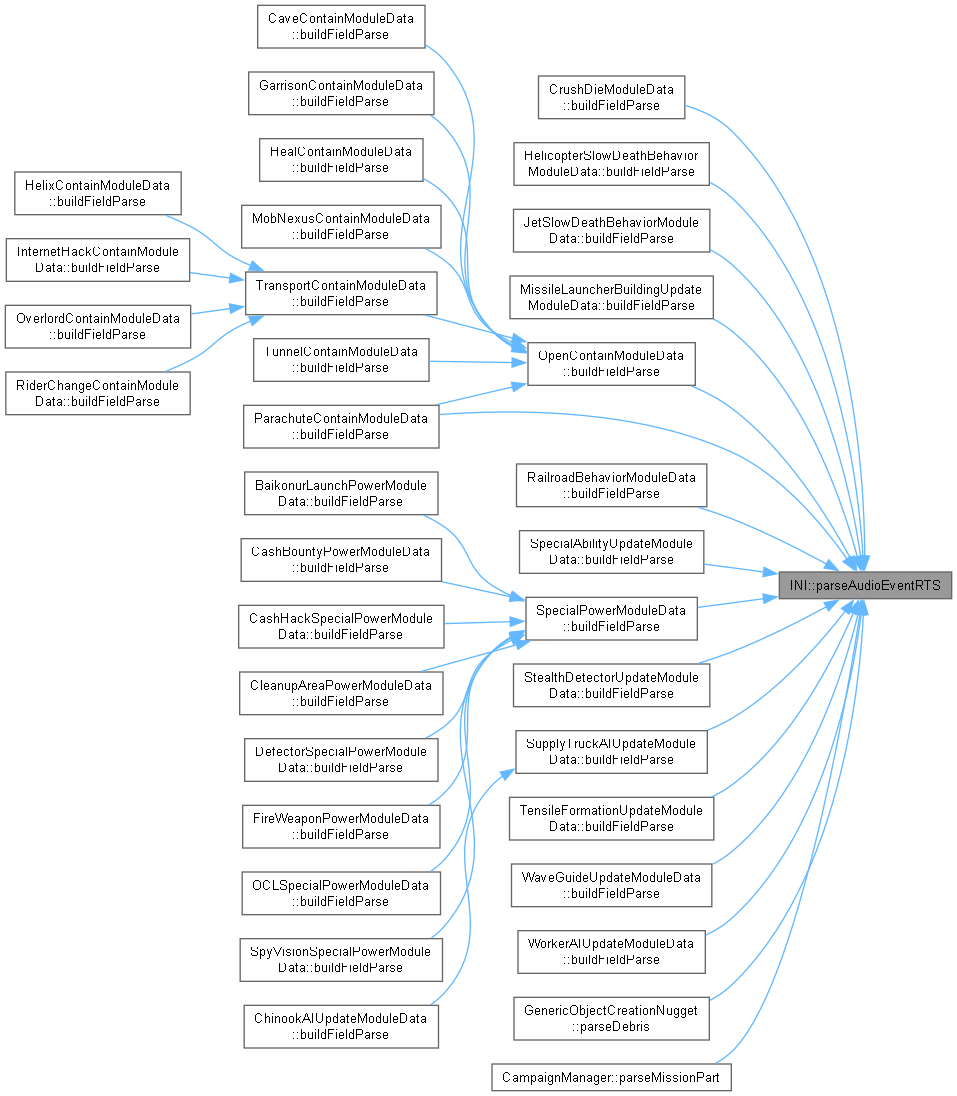 CaveContainModuleData
::buildFieldParse
GarrisonContainModuleData
::buildFieldParse
HealContainModuleData
::buildFieldParse
MobNexusContainModuleData
::buildFieldParse
HelixContainModuleData
::buildFieldParse
InternetHackContainModule
Data::buildFieldParse
OverlordContainModuleData
::buildFieldParse
RiderChangeContainModule
Data::buildFieldParse
TransportContainModuleData
::buildFieldParse
TunnelContainModuleData
::buildFieldParse
ParachuteContainModuleData
::buildFieldParse
BaikonurLaunchPowerModule
Data::buildFieldParse
CashBountyPowerModuleData
::buildFieldParse
CashHackSpecialPowerModule
Data::buildFieldParse
CleanupAreaPowerModuleData
::buildFieldParse
DefectorSpecialPowerModule
Data::buildFieldParse
FireWeaponPowerModuleData
::buildFieldParse
OCLSpecialPowerModuleData
::buildFieldParse
SpyVisionSpecialPowerModule
Data::buildFieldParse
ChinookAIUpdateModuleData
::buildFieldParse
CrushDieModuleData
::buildFieldParse
HelicopterSlowDeathBehavior
ModuleData::buildFieldParse
JetSlowDeathBehaviorModule
Data::buildFieldParse
MissileLauncherBuildingUpdate
ModuleData::buildFieldParse
OpenContainModuleData
::buildFieldParse
RailroadBehaviorModuleData
::buildFieldParse
SpecialAbilityUpdateModule
Data::buildFieldParse
SpecialPowerModuleData
::buildFieldParse
StealthDetectorUpdateModule
Data::buildFieldParse
SupplyTruckAIUpdateModule
Data::buildFieldParse
TensileFormationUpdateModule
Data::buildFieldParse
WaveGuideUpdateModuleData
::buildFieldParse
WorkerAIUpdateModuleData
::buildFieldParse
GenericObjectCreationNugget
::parseDebris
CampaignManager::parseMissionPart
INI::parseAudioEventRTS